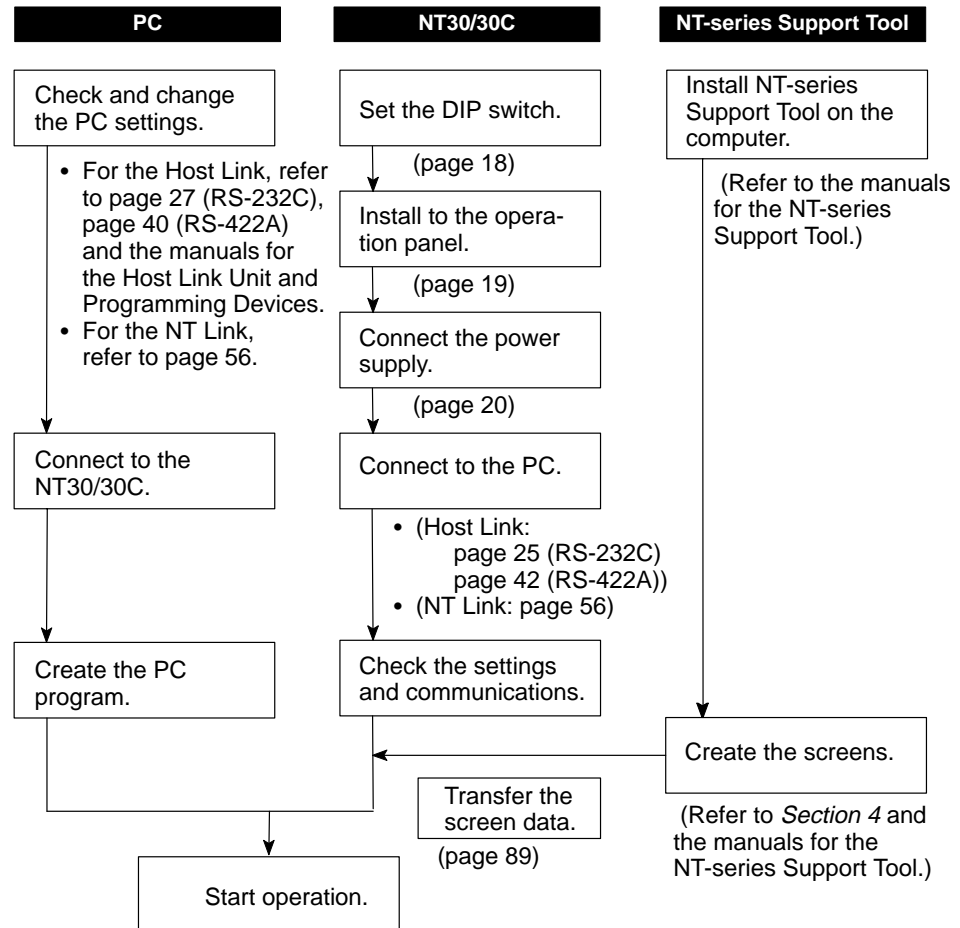 PC
NT30/30C
NT-series Support Tool
Check and change
the PC settings.
• For the Host Link, refer
to page 27 (RS-232C),
page 40 (RS-422A)
and the manuals for
the Host Link Unit and
Programming Devices.
• For the NT Link,
refer to page 56.
Connect to the
NT30/30C.
Create the PC
program.
Set the DIP switch.
(page 18)
Install to the opera-
tion panel.
(page 19)
Connect the power
supply.
(page 20)
Connect to the PC.
• (Host Link:
page 25 (RS-232C)
page 42 (RS-422A))
• (NT Link: page 56)
Check the settings
and communications.
Install NT-series
Support Tool on the
computer.
(Refer to the manuals
for the NT-series
Support Tool.)
Create the screens.
(Refer to Section 4 and
the manuals for the
NT-series Support Tool.)
Transfer the
screen data.
(page 89)
Start operation.